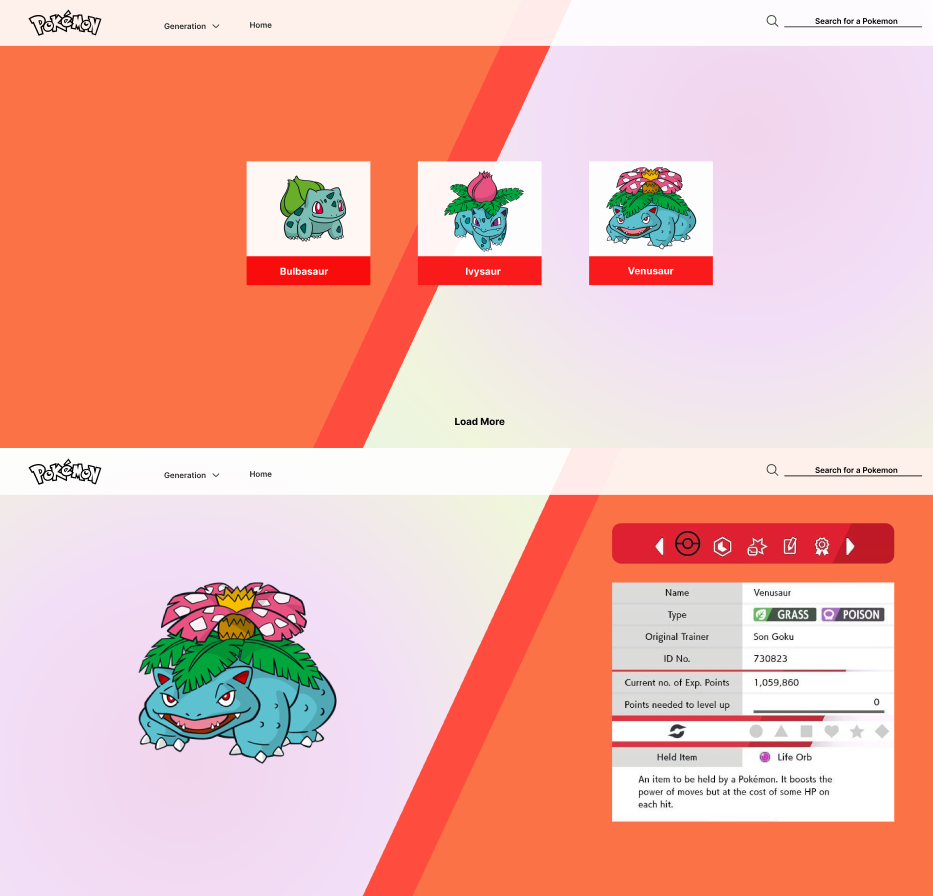 POKéMON
Generation Home Search for a Pokemon
Bulbasaur Ivysaur Venusaur
Load More
POKéMON
Generation Home Search for a Pokemon
Name Venusaur
Type GRASS POISON
Original Trainer Son Goku
ID No. 730823
Current no. of Exp. Points 1,059,860
Points needed to level up 0
Held Item Life Orb
An item to be held by a Pokémon. It boosts the
power of moves but at the cost of some HP on
each hit.